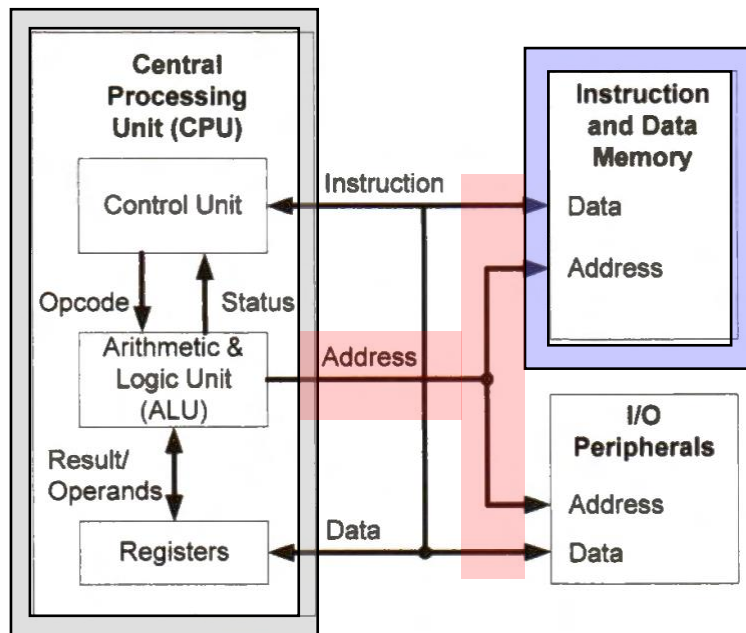 Central
Processing
Unit (CPU)
Control Unit
Opcode
Status
Arithmetic &
Logic Unit
(ALU)
Result/
Operands
Registers
Instruction
Address
Data
Instruction
and Data
Memory
Data
Address
I/O
Peripherals
Address
Data